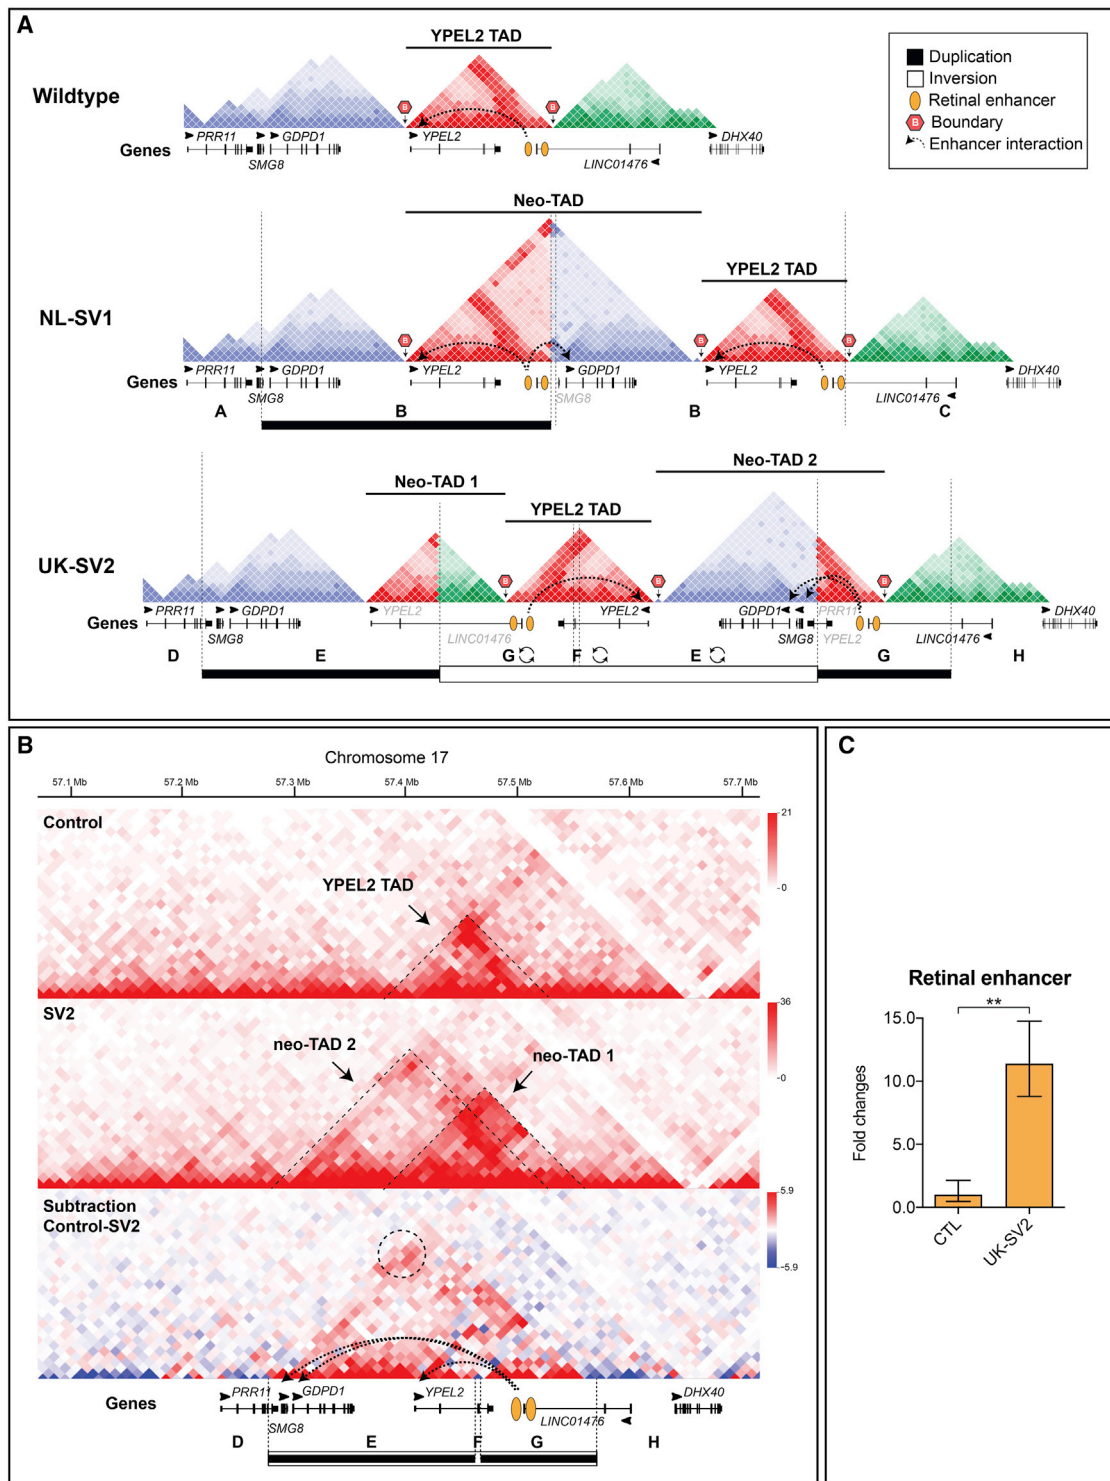 A
YPEL2 TAD
Wildtype
B
B
Genes
PRR11
GDPD1
SMG8
YPEL2
LINC01476
DHX40
Duplication
Inversion
Retinal enhancer
B Boundary
Enhancer interaction
Neo-TAD
YPEL2 TAD
NL-SV1
B
B
B
Genes
PRR11
GDPD1
SMG8
YPEL2
GDPD1
SMG8
YPEL2
LINC01476
DHX40
A
B
B
C
Neo-TAD 1
YPEL2 TAD
Neo-TAD 2
UK-SV2
B
B
B
Genes
PRR11
GDPD1
SMG8
YPEL2
LINC01476
YPEL2
GDPD1
PRR11
SMG8
YPEL2
LINC01476
DHX40
D
E
G
F
E
G
H
B
Chromosome 17
57.1 Mb 57.2 Mb 57.3 Mb 57.4 Mb 57.5 Mb 57.6 Mb 57.7 Mb
Control
YPEL2 TAD
21
0
SV2
neo-TAD 2
neo-TAD 1
36
0
Subtraction
Control-SV2
5.9
-5.9
Genes
PRR11
GDPD1
SMG8
YPEL2
LINC01476
DHX40
D
E
F
G
H
C
Retinal enhancer
**
Fold changes
15.0
10.0
5.0
0.0
CTL
UK-SV2